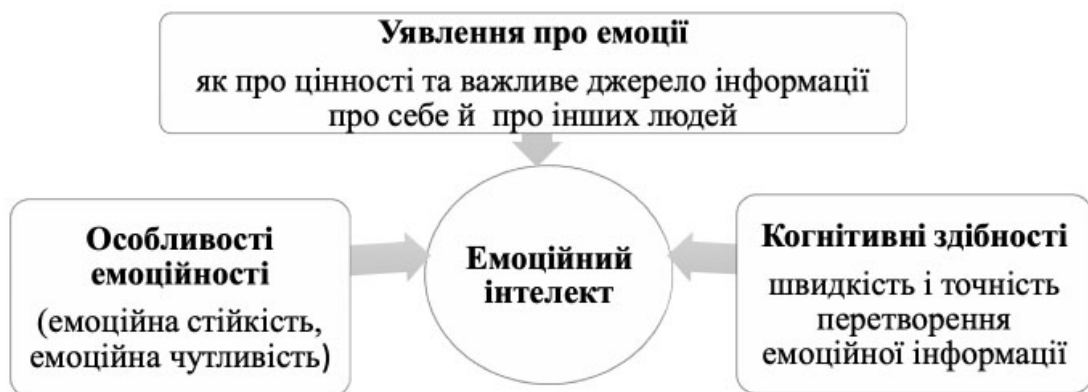 Уявлення про емоції
як про цінності та важливе джерело інформації
про себе й про інших людей
Особливості
емоційності
(емоційна стійкість,
емоційна чутливість)
Емоційний
інтелект
Когнітивні здібності
швидкість і точність
перетворення
емоційної інформації